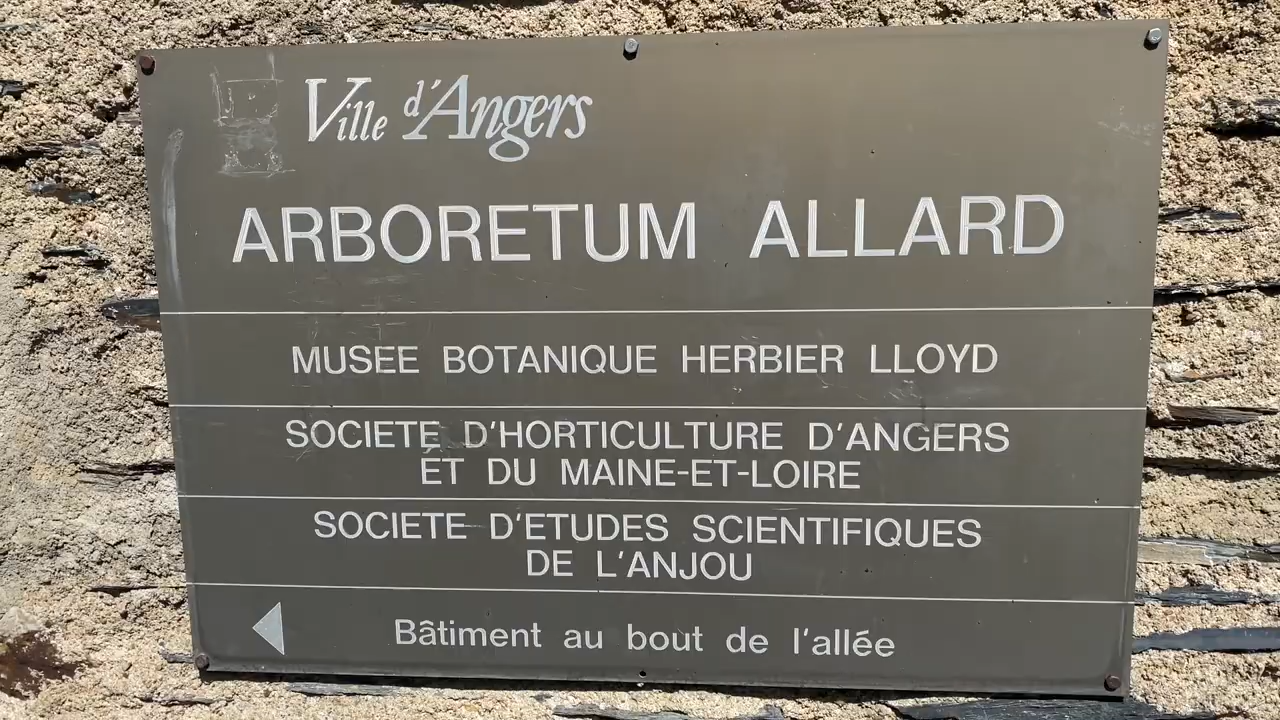 Ville d'Angers
ARBORETUM ALLARD
MUSEE BOTANIQUE HERBIER LLOYD
SOCIETE D'HORTICULTURE D'ANGERS
ET DU MAINE-ET-LOIRE
SOCIETE D'ETUDES SCIENTIFIQUES
DE L'ANJOU
Bâtiment au bout de l'allée